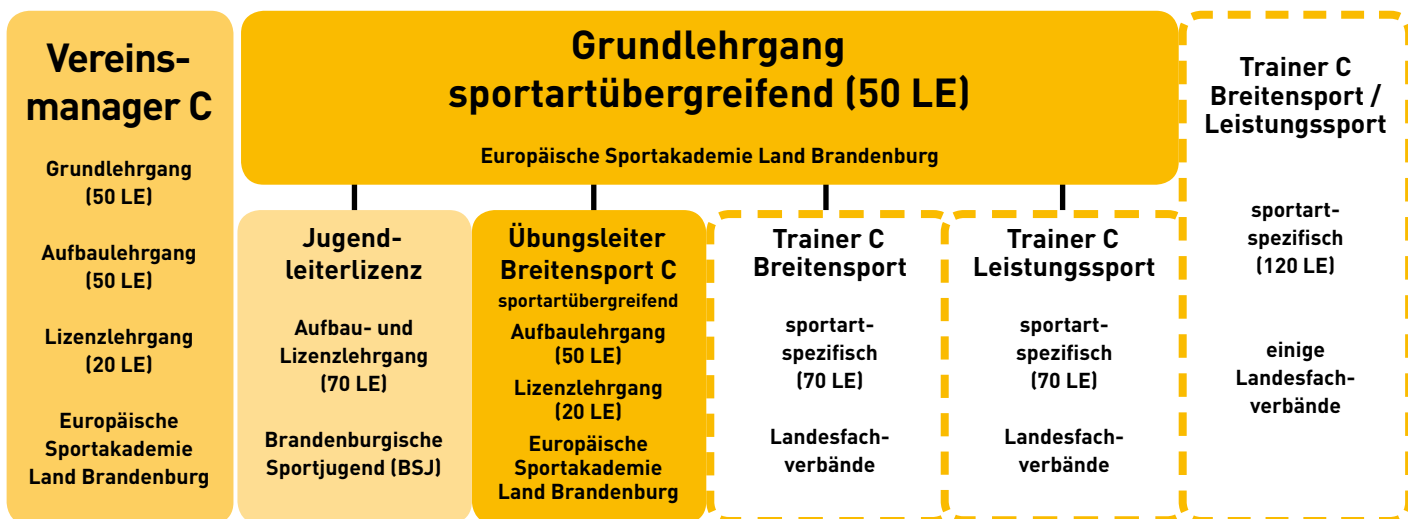 Vereins-
manager C
Grundlehrgang
(50 LE)
Aufbaulehrgang
(50 LE)
Lizenzlehrgang
(20 LE)
Europäische
Sportakademie
Land Brandenburg
Grundlehrgang
sportartübergreifend (50 LE)
Europäische Sportakademie Land Brandenburg
Jugend-
leiterlizenz
Aufbau- und
Lizenzlehrgang
(70 LE)
Brandenburgische
Sportjugend (BSJ)
Übungsleiter
Breitensport C
sportartübergreifend
Aufbaulehrgang
(50 LE)
Lizenzlehrgang
(20 LE)
Europäische
Sportakademie
Land Brandenburg
Trainer C
Breitensport
sportart-
spezifisch
(70 LE)
Landesfach-
verbände
Trainer C
Leistungssport
sportart-
spezifisch
(70 LE)
Landesfach-
verbände
Trainer C
Breitensport /
Leistungssport
sportart-
spezifisch
(120 LE)
einige
Landesfach-
verbände